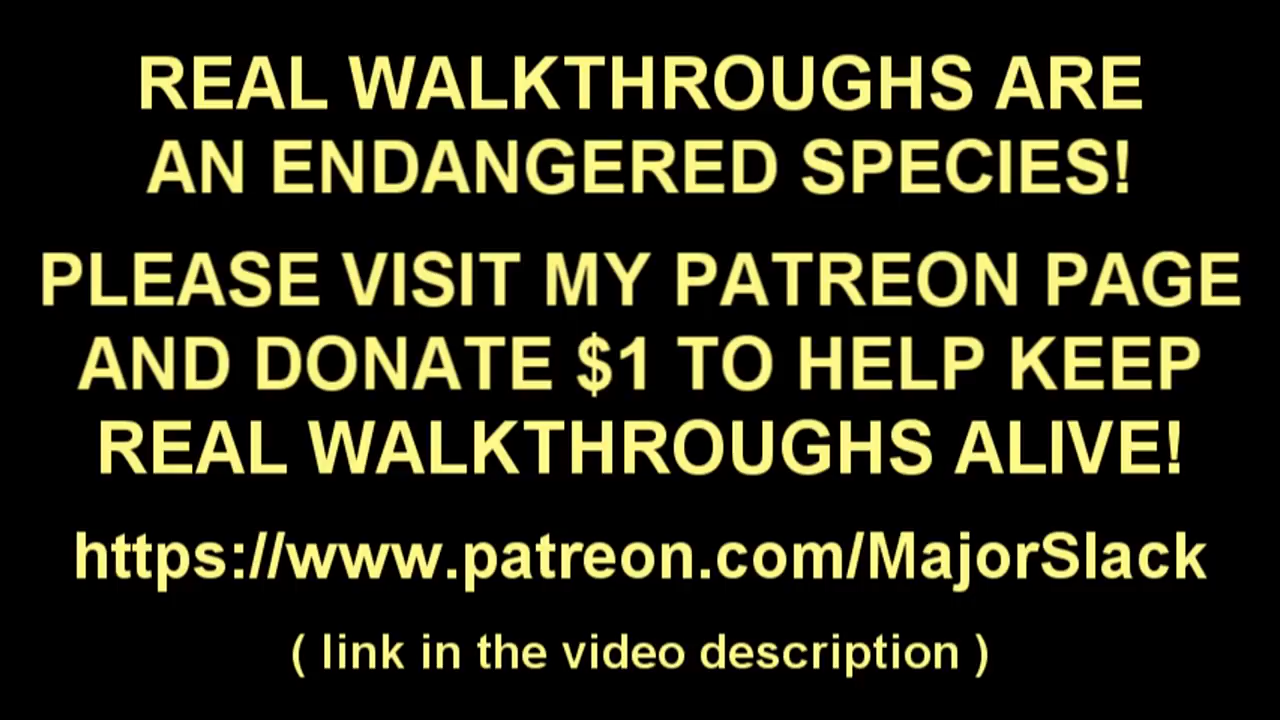 REAL WALKTHROUGHS ARE
AN ENDANGERED SPECIES!
PLEASE VISIT MY PATREON PAGE
AND DONATE $1 TO HELP KEEP
REAL WALKTHROUGHS ALIVE!
https://www.patreon.com/MajorSlack
( link in the video description )